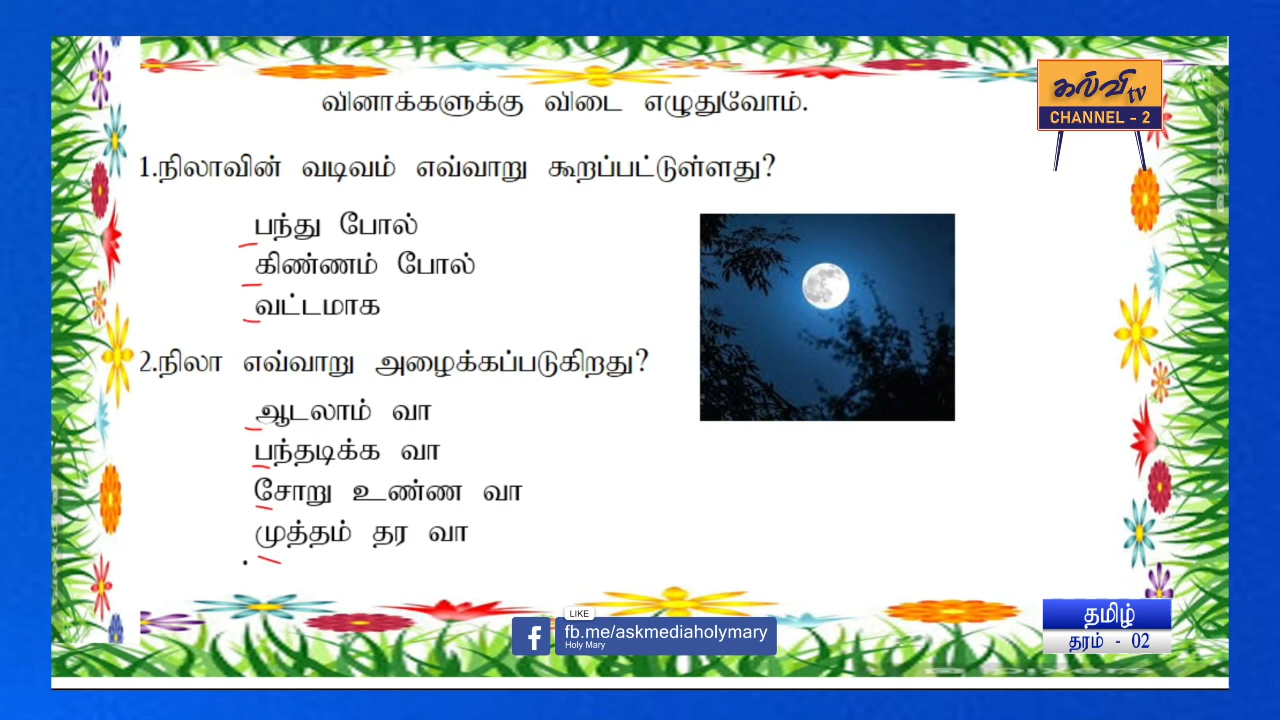 வினாக்களுக்கு விடை எழுதுவோம்.
கல்வி tv
CHANNEL - 2
1.நிலாவின் வடிவம் எவ்வாறு கூறப்பட்டுள்ளது?
பந்து போல்
கிண்ணம் போல்
வட்டமாக
2.நிலா எவ்வாறு அழைக்கப்படுகிறது?
ஆடலாம் வா
பந்தடிக்க வா
சோறு உண்ண வா
முத்தம் தர வா
.
LIKE
fb.me/askmediaholymary
Holy Mary
தமிழ்
தரம் - 02